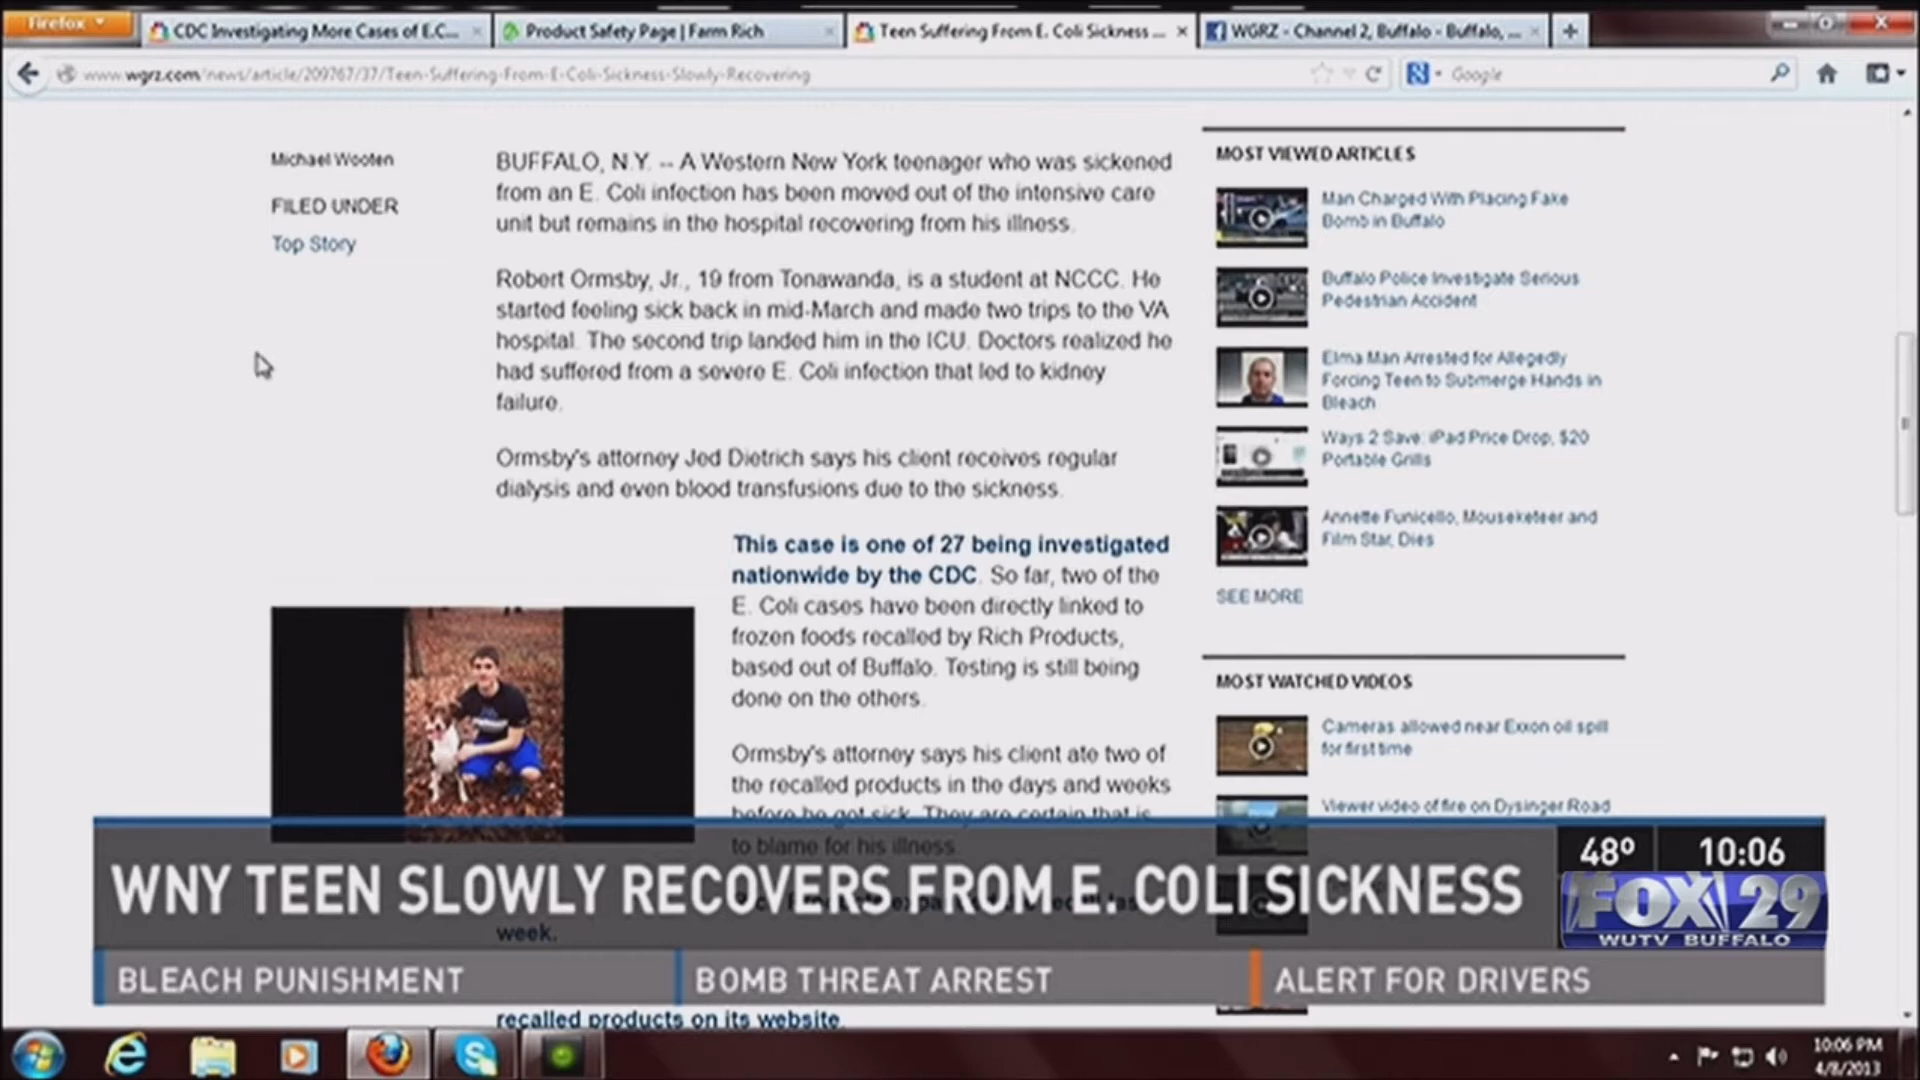 Firefox
CDC Investigating More Cases of E.C...
Product Safety Page | Farm Rich
Teen Suffering From E. Coli Sickness ...
WGRZ - Channel 2, Buffalo - Buffalo, ...
www.wgrz.com/news/article/209767/37/Teen-Suffering-From-E-Coli-Sickness-Slowly-Recovering
Google
Michael Wooten
FILED UNDER
Top Story
BUFFALO, N.Y. -- A Western New York teenager who was sickened
from an E. Coli infection has been moved out of the intensive care
unit but remains in the hospital recovering from his illness.
Robert Ormsby, Jr., 19 from Tonawanda, is a student at NCCC. He
started feeling sick back in mid-March and made two trips to the VA
hospital. The second trip landed him in the ICU. Doctors realized he
had suffered from a severe E. Coli infection that led to kidney
failure.
Ormsby's attorney Jed Dietrich says his client receives regular
dialysis and even blood transfusions due to the sickness.
This case is one of 27 being investigated
nationwide by the CDC. So far, two of the
E. Coli cases have been directly linked to
frozen foods recalled by Rich Products,
based out of Buffalo. Testing is still being
done on the others.
Ormsby's attorney says his client ate two of
the recalled products in the days and weeks
before he got sick. They are certain that is
to blame for his illness.
week.
recalled products on its website.
MOST VIEWED ARTICLES
Man Charged With Placing Fake
Bomb in Buffalo
Buffalo Police Investigate Serious
Pedestrian Accident
Elma Man Arrested for Allegedly
Forcing Teen to Submerge Hands in
Bleach
Ways 2 Save: iPad Price Drop, $20
Portable Grills
Annette Funicello, Mouseketeer and
Film Star, Dies
SEE MORE
MOST WATCHED VIDEOS
Cameras allowed near Exxon oil spill
for first time
Viewer video of fire on Dysinger Road
WNY TEEN SLOWLY RECOVERS FROM E. COLI SICKNESS
48° 10:06
FOX 29
WUTV BUFFALO
BLEACH PUNISHMENT
BOMB THREAT ARREST
ALERT FOR DRIVERS
10:06 PM
4/8/2013